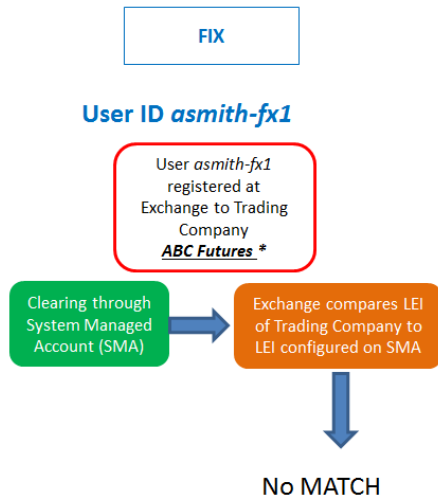 FIX
User ID asmith-fx1
User asmith-fx1
registered at
Exchange to Trading
Company
ABC Futures *
Clearing through
System Managed
Account (SMA)
Exchange compares LEI
of Trading Company to
LEI configured on SMA
No MATCH